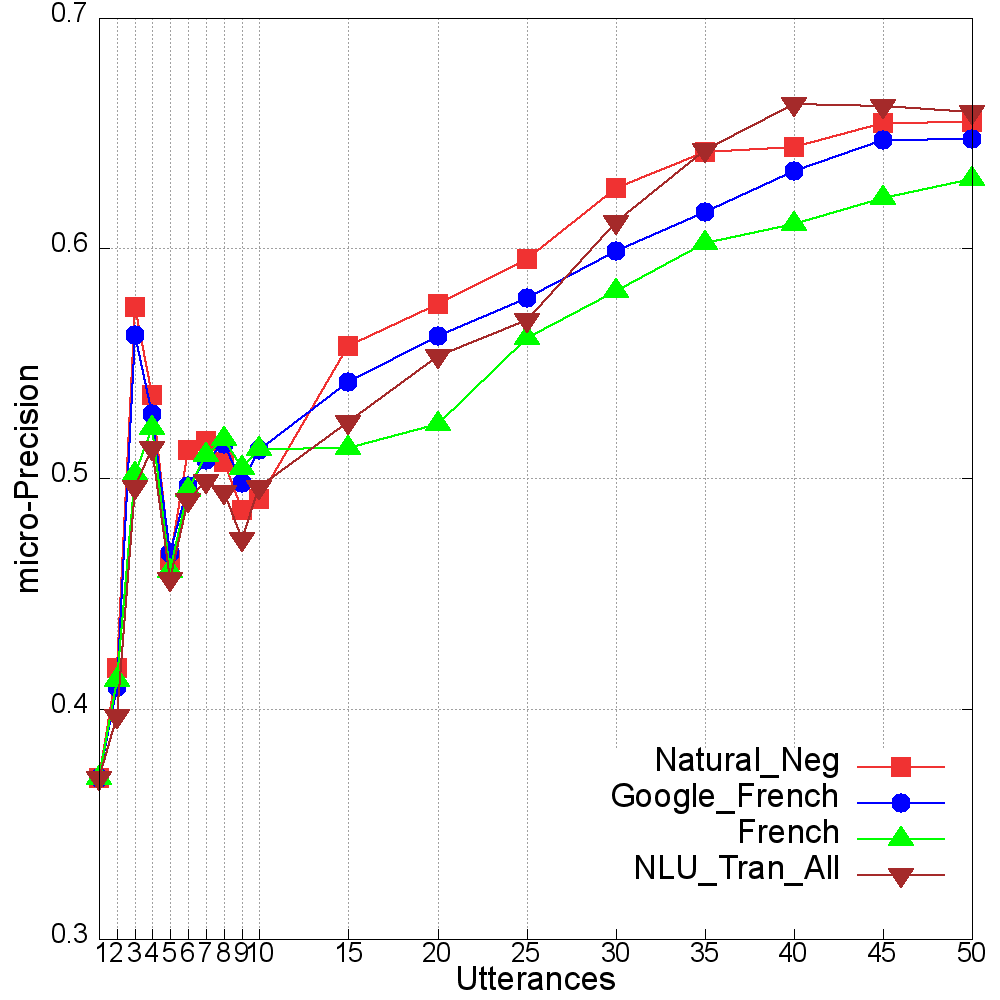 0.7
0.6
0.5
0.4
0.3
micro-Precision
Natural_Neg
Google_French
French
NLU_Tran_All
1 2 3 4 5 6 7 8 9 10 15 20 25 30 35 40 45 50
Utterances